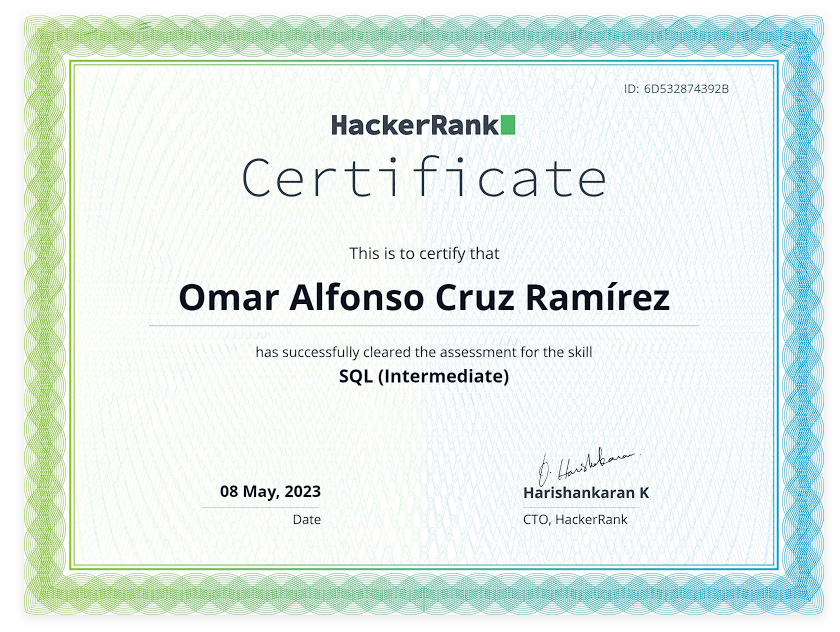 ID: 6D532874392B
HackerRank
Certificate
This is to certify that
Omar Alfonso Cruz Ramírez
has successfully cleared the assessment for the skill
SQL (Intermediate)
D. Harishankaran
08 May, 2023
Harishankaran K
Date
CTO, HackerRank